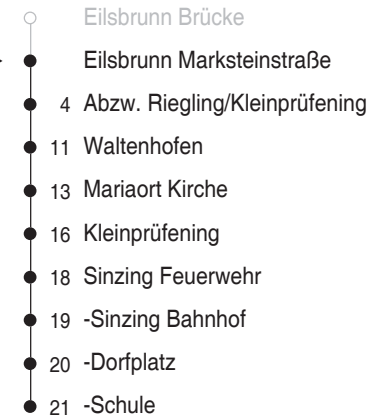 Eilsbrunn Brücke
Eilsbrunn Marksteinstraße
4 Abzw. Riegling/Kleinprüfening
11 Waltenhofen
13 Mariaort Kirche
16 Kleinprüfening
18 Sinzing Feuerwehr
19 -Sinzing Bahnhof
20 -Dorfplatz
21 -Schule